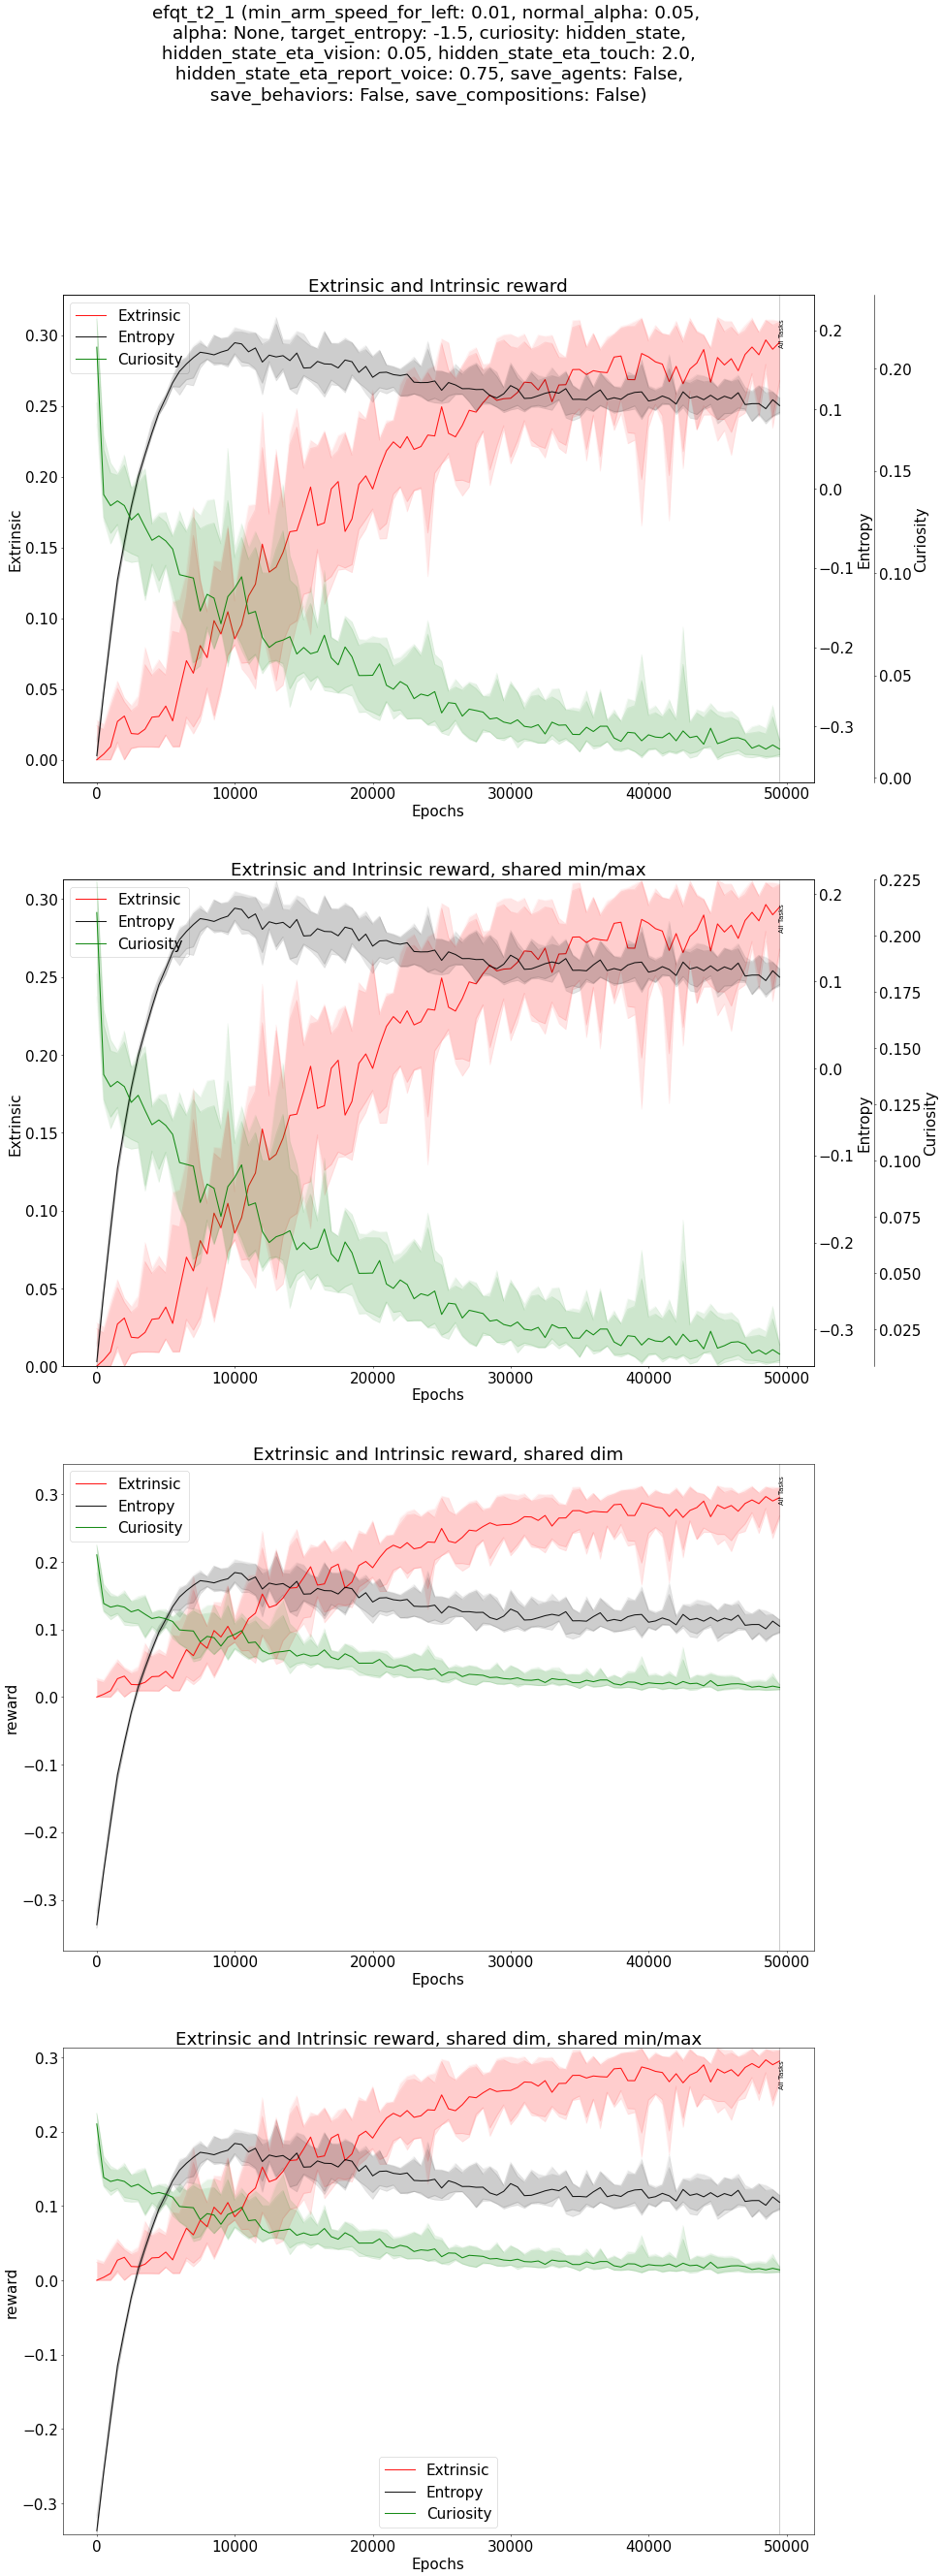 efqt_t2_1 (min_arm_speed_for_left: 0.01, normal_alpha: 0.05,
alpha: None, target_entropy: -1.5, curiosity: hidden_state,
hidden_state_eta_vision: 0.05, hidden_state_eta_touch: 2.0,
hidden_state_eta_report_voice: 0.75, save_agents: False,
save_behaviors: False, save_compositions: False)
Extrinsic and Intrinsic reward
Extrinsic
Entropy
Curiosity
All Tasks
0.30
0.25
0.20
0.15
0.10
0.05
0.00
Extrinsic
0.2
0.1
0.0
−0.1
−0.2
−0.3
Entropy
0.20
0.15
0.10
0.05
0.00
Curiosity
0 10000 20000 30000 40000 50000
Epochs
Extrinsic and Intrinsic reward, shared min/max
Extrinsic
Entropy
Curiosity
All Tasks
0.30
0.25
0.20
0.15
0.10
0.05
0.00
Extrinsic
0.2
0.1
0.0
−0.1
−0.2
−0.3
Entropy
0.225
0.200
0.175
0.150
0.125
0.100
0.075
0.050
0.025
Curiosity
0 10000 20000 30000 40000 50000
Epochs
Extrinsic and Intrinsic reward, shared dim
Extrinsic
Entropy
Curiosity
All Tasks
0.3
0.2
0.1
0.0
−0.1
−0.2
−0.3
reward
0 10000 20000 30000 40000 50000
Epochs
Extrinsic and Intrinsic reward, shared dim, shared min/max
All Tasks
0.3
0.2
0.1
0.0
−0.1
−0.2
−0.3
reward
Extrinsic
Entropy
Curiosity
0 10000 20000 30000 40000 50000
Epochs